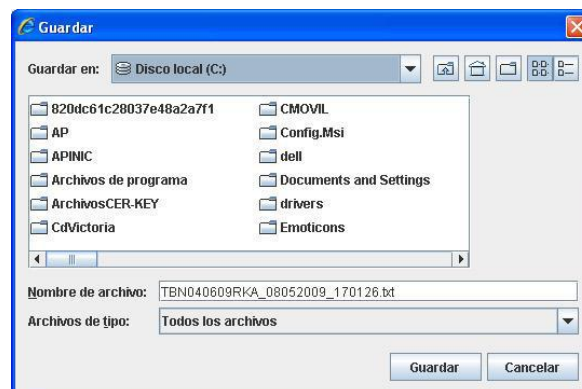 Guardar
Guardar en: Disco local (C:)
820dc61c28037e48a2a7f1 CMOVIL
AP Config.Msi
APINIC dell
Archivos de programa Documents and Settings
ArchivosCER-KEY drivers
CdVictoria Emoticons
Nombre de archivo: TBN040609RKA_08052009_170126.txt
Archivos de tipo: Todos los archivos
Guardar Cancelar